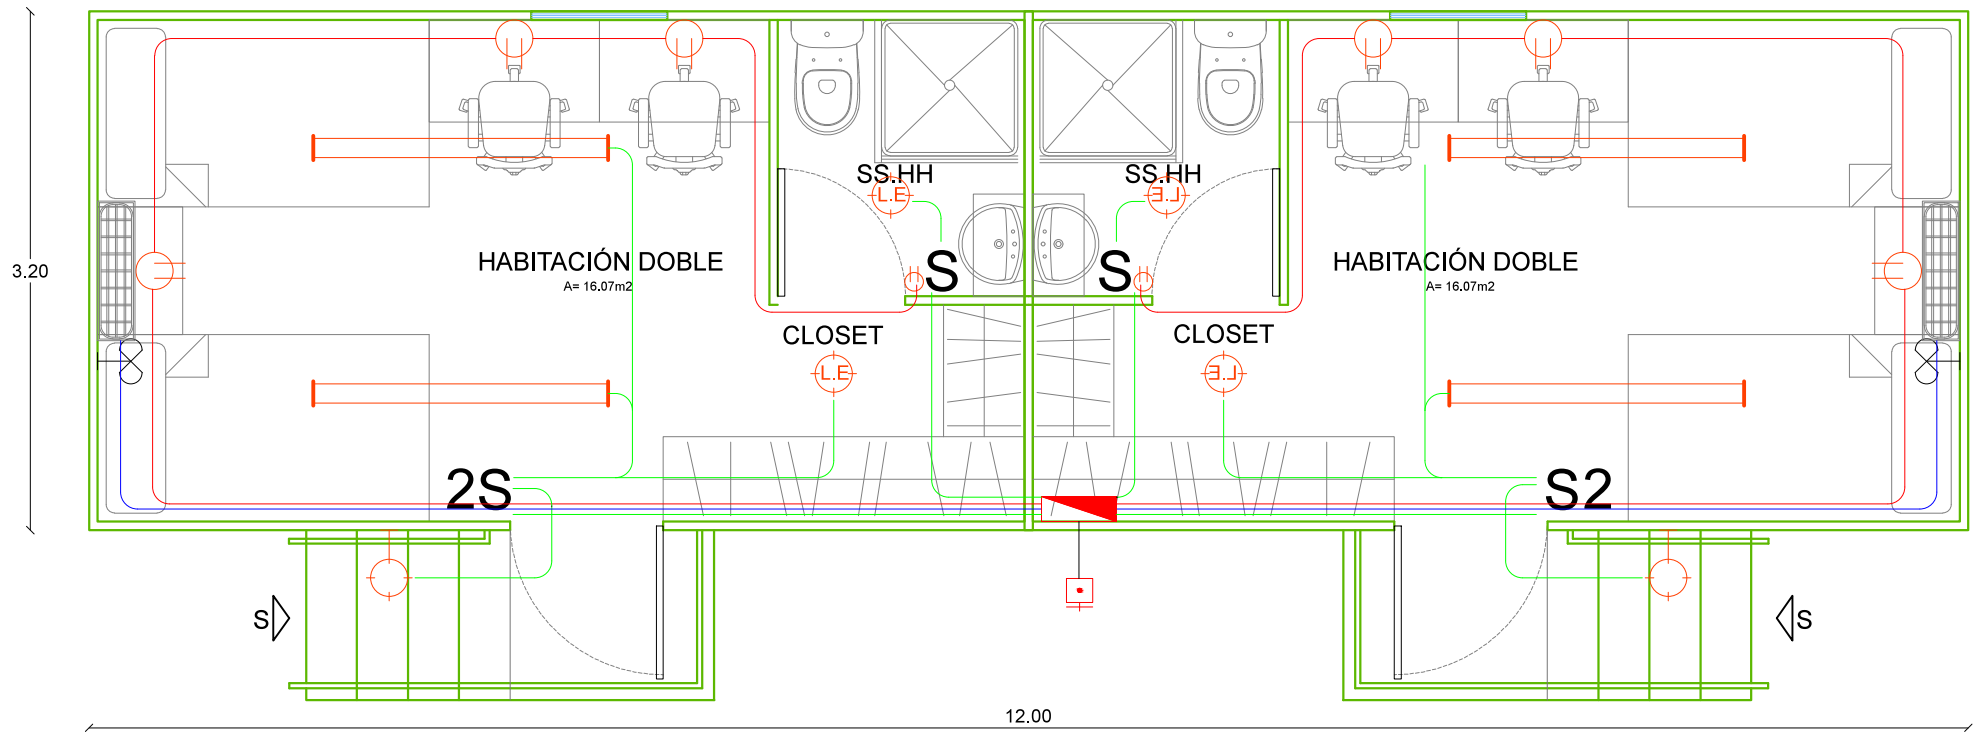 SS.HH
SS.HH
L.E
L.E
S
S
3.20
HABITACIÓN DOBLE
A= 16.07m2
HABITACIÓN DOBLE
A= 16.07m2
CLOSET
CLOSET
L.E
L.E
2S
S2
S
S
12.00